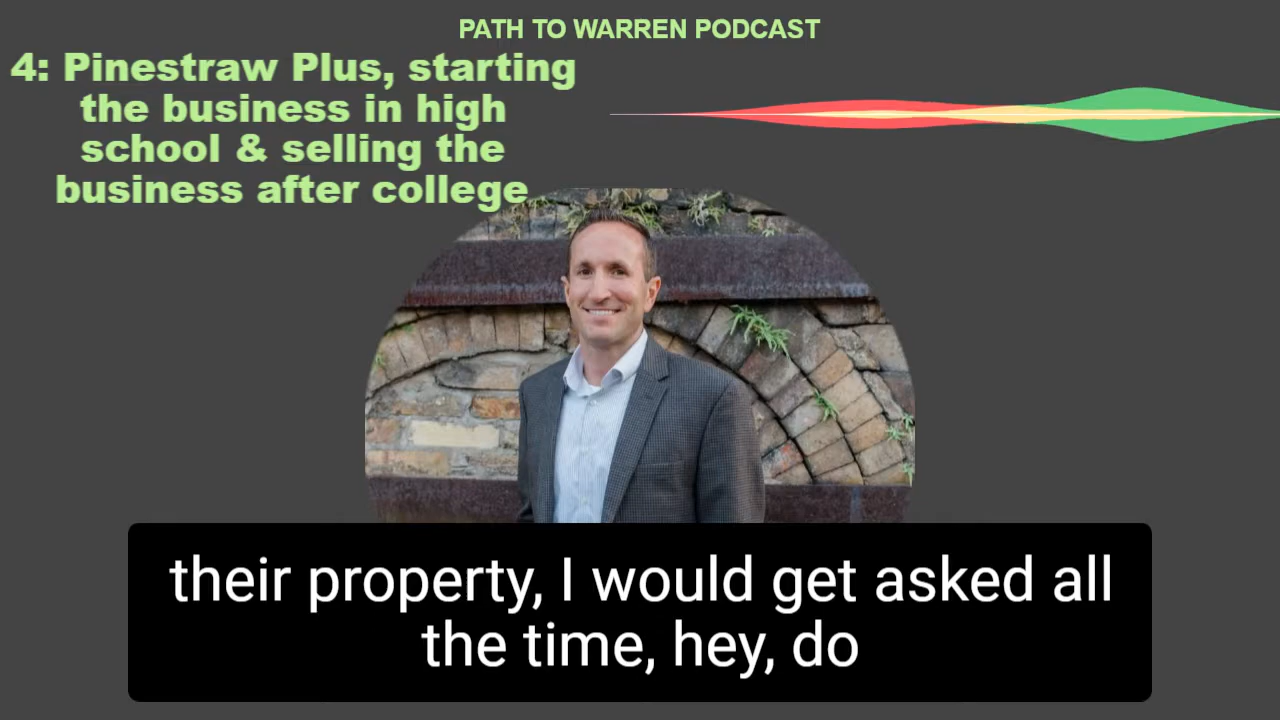 PATH TO WARREN PODCAST
4: Pinestraw Plus, starting
the business in high
school & selling the
business after college
their property, I would get asked all
the time, hey, do